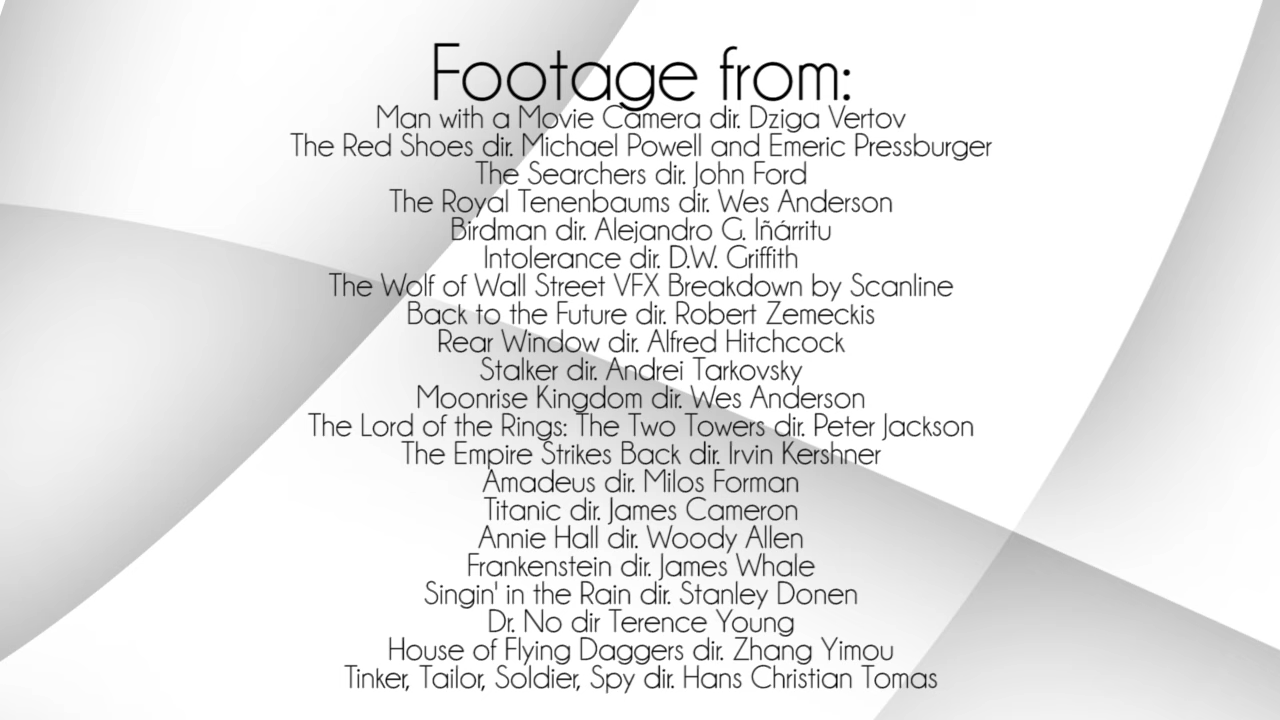 Footage from:
Man with a Movie Camera dir. Dziga Vertov
The Red Shoes dir. Michael Powell and Emeric Pressburger
The Searchers dir. John Ford
The Royal Tenenbaums dir. Wes Anderson
Birdman dir. Alejandro G. Iñárritu
Intolerance dir. D.W. Griffith
The Wolf of Wall Street VFX Breakdown by Scanline
Back to the Future dir. Robert Zemeckis
Rear Window dir. Alfred Hitchcock
Stalker dir. Andrei Tarkovsky
Moonrise Kingdom dir. Wes Anderson
The Lord of the Rings: The Two Towers dir. Peter Jackson
The Empire Strikes Back dir. Irvin Kershner
Amadeus dir. Milos Forman
Titanic dir. James Cameron
Annie Hall dir. Woody Allen
Frankenstein dir. James Whale
Singin' in the Rain dir. Stanley Donen
Dr. No dir Terence Young
House of Flying Daggers dir. Zhang Yimou
Tinker, Tailor, Soldier, Spy dir. Hans Christian Tomas